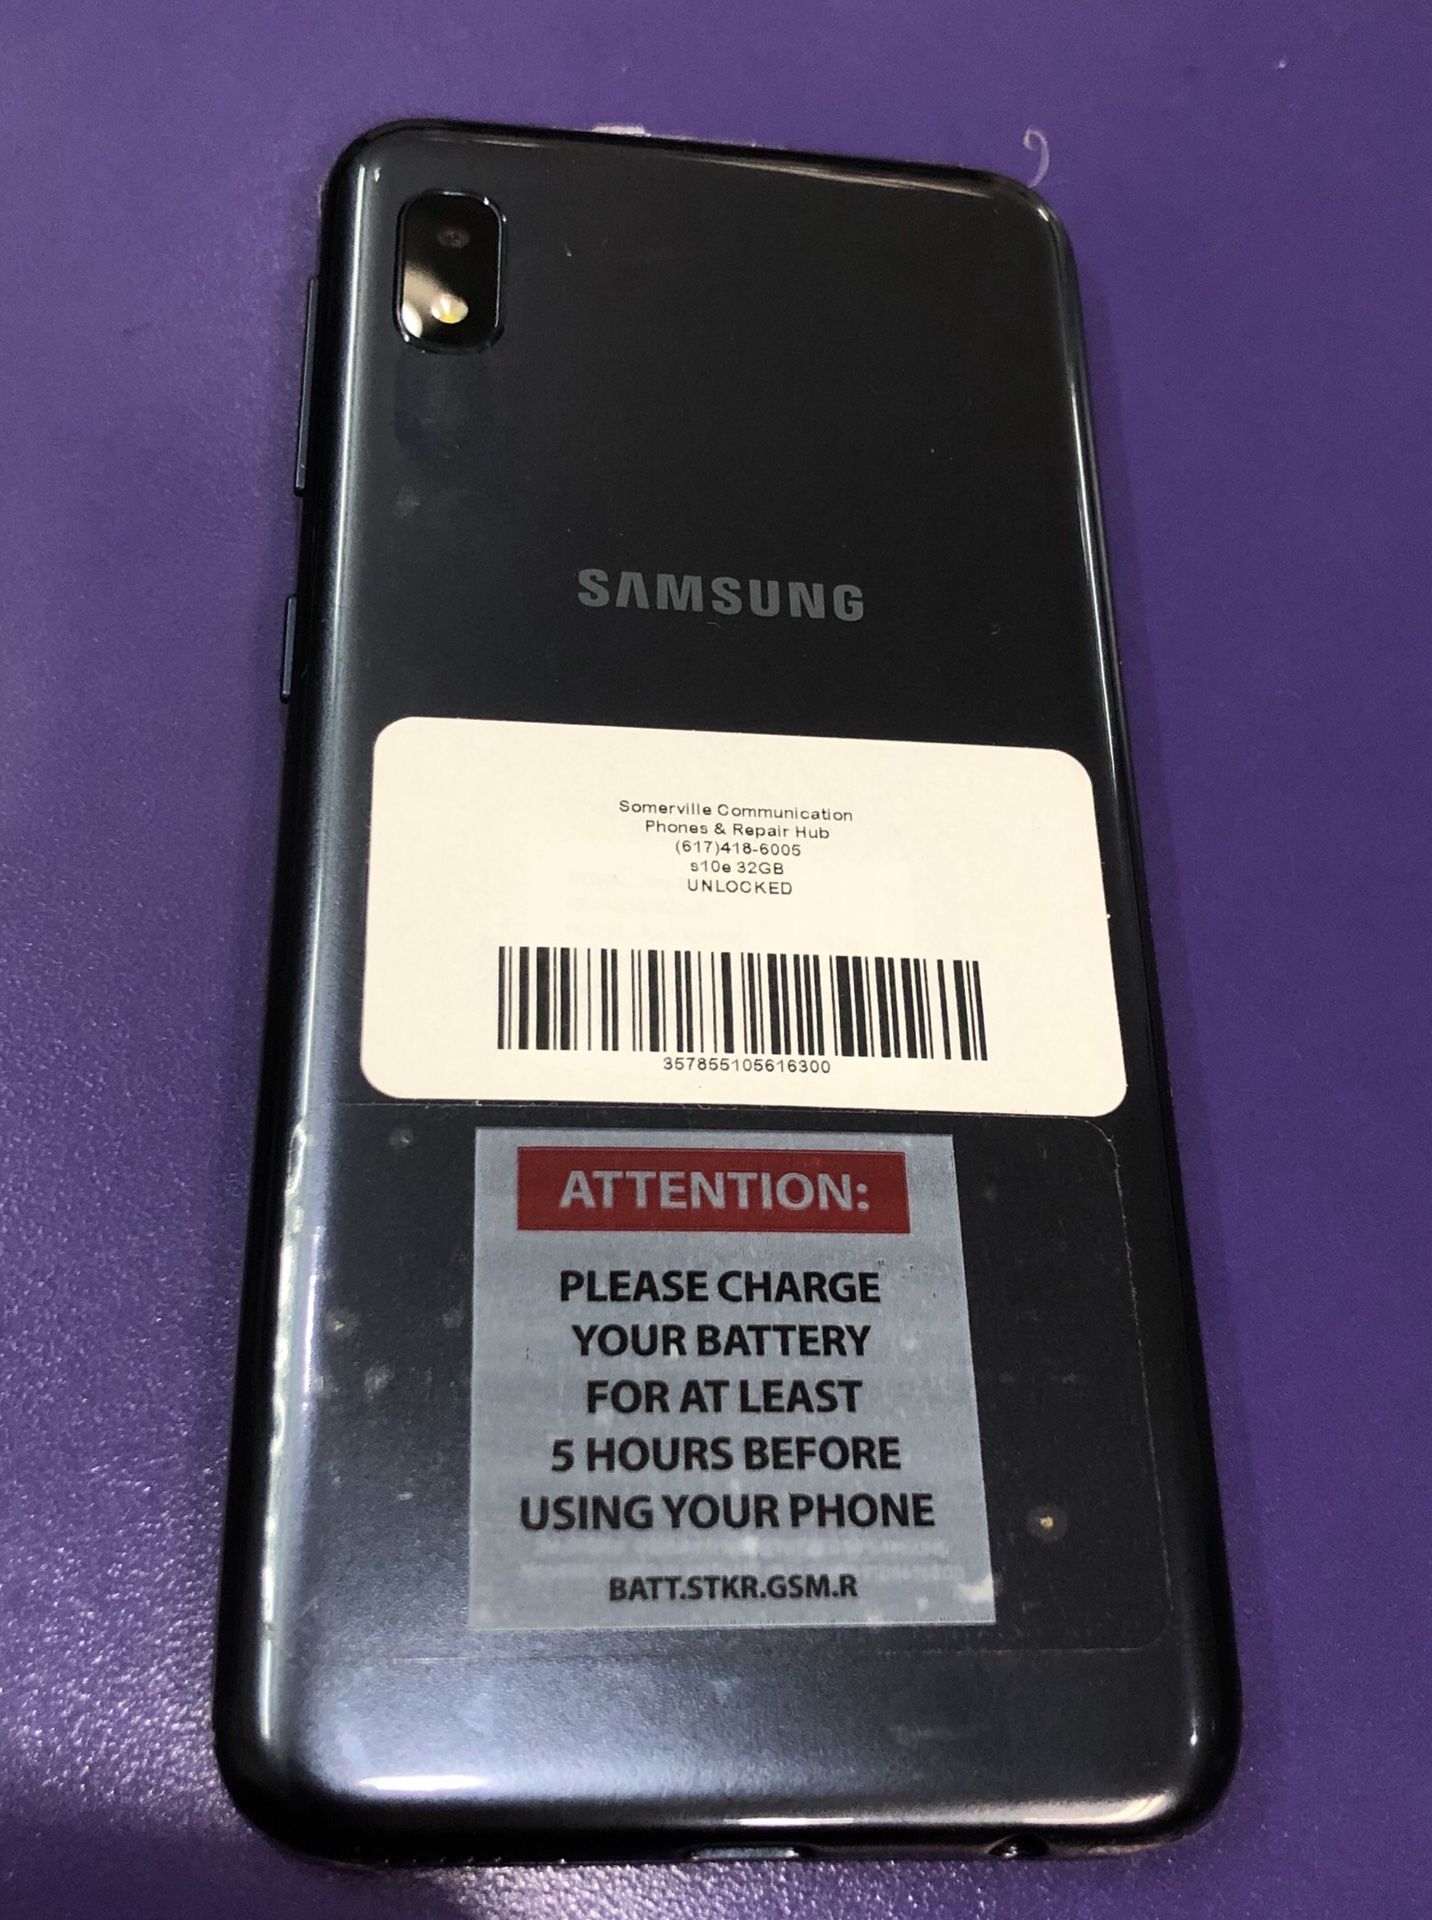 SAMSUNG
Somerville Communication
Phones & Repair Hub
(617)418-6005
s10e 32GB
UNLOCKED
357855105616300
ATTENTION:
PLEASE CHARGE
YOUR BATTERY
FOR AT LEAST
5 HOURS BEFORE
USING YOUR PHONE
BATT.STKR.GSM.R